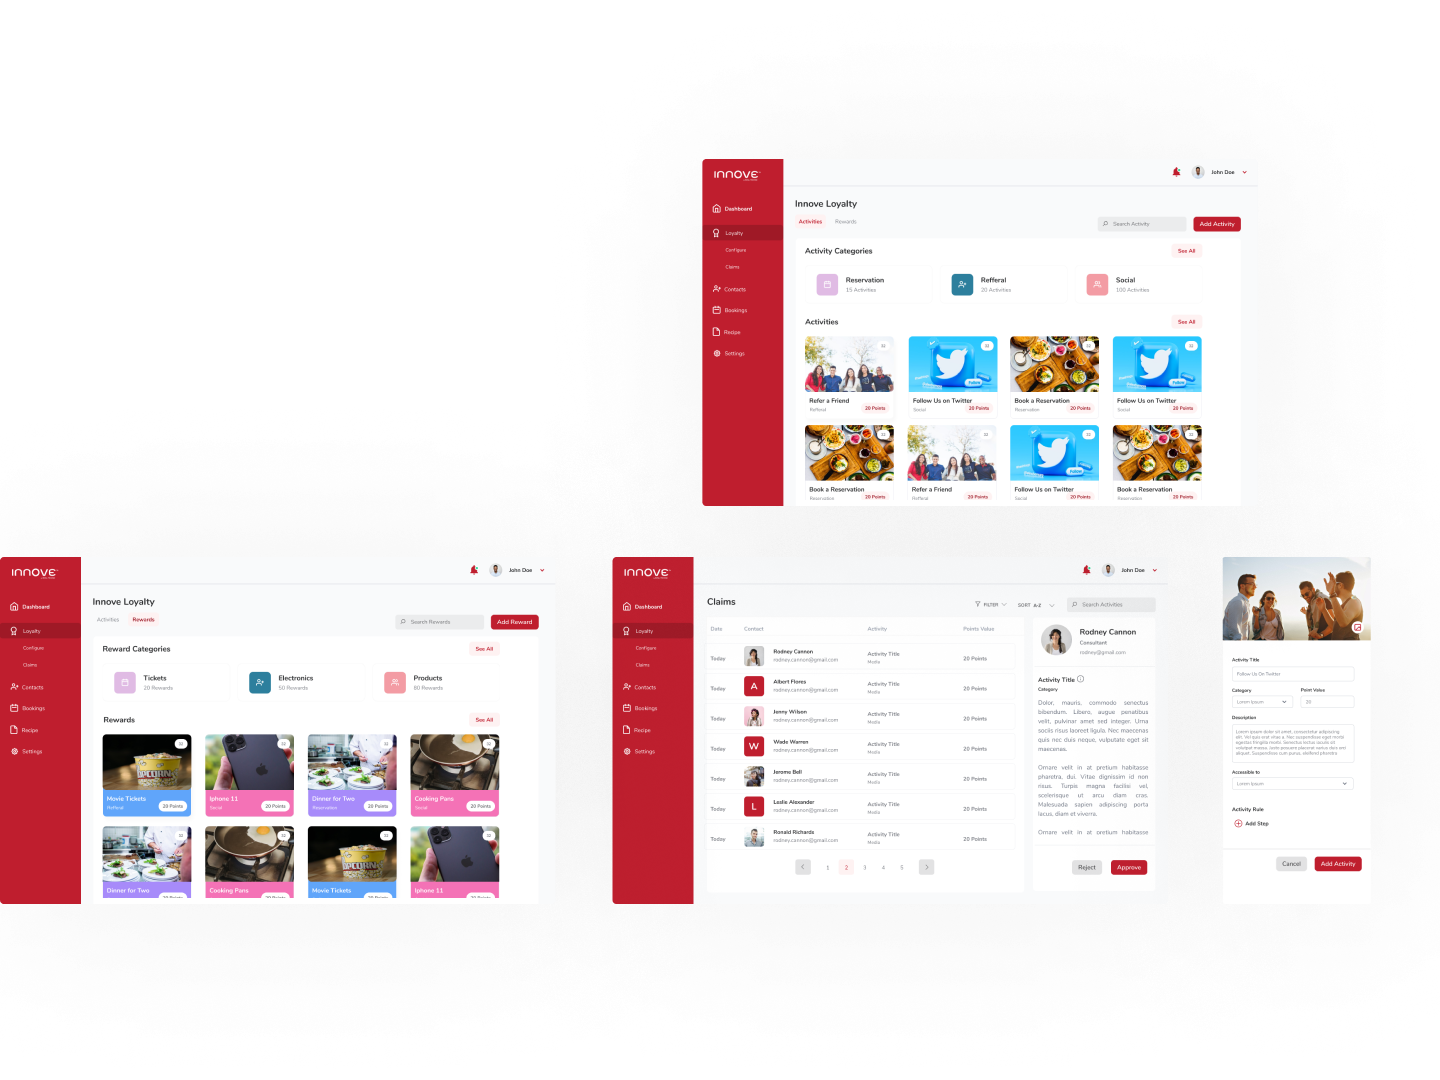 INNOVE
John Doe
Dashboard
Loyalty
Configure
Claims
Contacts
Bookings
Recipe
Settings
Innove Loyalty
Activities
Rewards
Search Activity
Add Activity
Activity Categories
See All
Reservation
15 Activities
Refferal
20 Activities
Social
100 Activities
Activities
See All
Refer a Friend
Refferal
20 Points
Follow Us on Twitter
Social
20 Points
Book a Reservation
Reservation
20 Points
Follow Us on Twitter
Social
20 Points
Book a Reservation
Reservation
20 Points
Refer a Friend
Refferal
20 Points
Follow Us on Twitter
Social
20 Points
Book a Reservation
Reservation
20 Points
INNOVE
John Doe
Dashboard
Loyalty
Configure
Claims
Contacts
Bookings
Recipe
Settings
Innove Loyalty
Activities
Rewards
Search Rewards
Add Reward
Reward Categories
See All
Tickets
20 Rewards
Electronics
50 Rewards
Products
80 Rewards
Rewards
See All
Movie Tickets
Refferal
20 Points
Iphone 11
Social
20 Points
Dinner for Two
Reservation
20 Points
Cooking Pans
Social
20 Points
Dinner for Two
20 Points
Cooking Pans
20 Points
Movie Tickets
20 Points
Iphone 11
20 Points
INNOVE
John Doe
Dashboard
Loyalty
Configure
Claims
Contacts
Bookings
Recipe
Settings
Claims
FILTER
SORT A-Z
Search Activities
Date Contact Activity Points Value
Today
Rodney Cannon
rodney.cannon@gmail.com
Activity Title
Media
20 Points
Today
A
Albert Flores
rodney.cannon@gmail.com
Activity Title
Media
20 Points
Today
Jenny Wilson
rodney.cannon@gmail.com
Activity Title
Media
20 Points
Today
W
Wade Warren
rodney.cannon@gmail.com
Activity Title
Media
20 Points
Today
Jerome Bell
rodney.cannon@gmail.com
Activity Title
Media
20 Points
Today
L
Leslie Alexander
rodney.cannon@gmail.com
Activity Title
Media
20 Points
Today
Ronald Richards
rodney.cannon@gmail.com
Activity Title
Media
20 Points
1 2 3 4 5
Rodney Cannon
Consultant
rodney@gmail.com
Activity Title
Category
Dolor, mauris, commodo senectus
bibendum. Libero, augue penatibus
velit, pulvinar amet sed integer. Urna
sociis risus laoreet ligula. Nec maecenas
quis nec duis neque, vulputate eget sit
maecenas.
Ornare velit in at pretium habitasse
pharetra, dui. Vitae dignissim id non
risus. Turpis magna facilisi vel,
scelerisque ut arcu diam cras.
Malesuada sapien adipiscing porta
lacus, diam et viverra.
Ornare velit in at pretium habitasse
Reject
Approve
Activity Title
Follow Us On Twitter
Category
Point Value
Lorem Ipsum
Description
Lorem ipsum dolor sit amet, consectetur adipiscing
Accessible to
Lorem Ipsum
Activity Rule
Add Step
Cancel
Add Activity